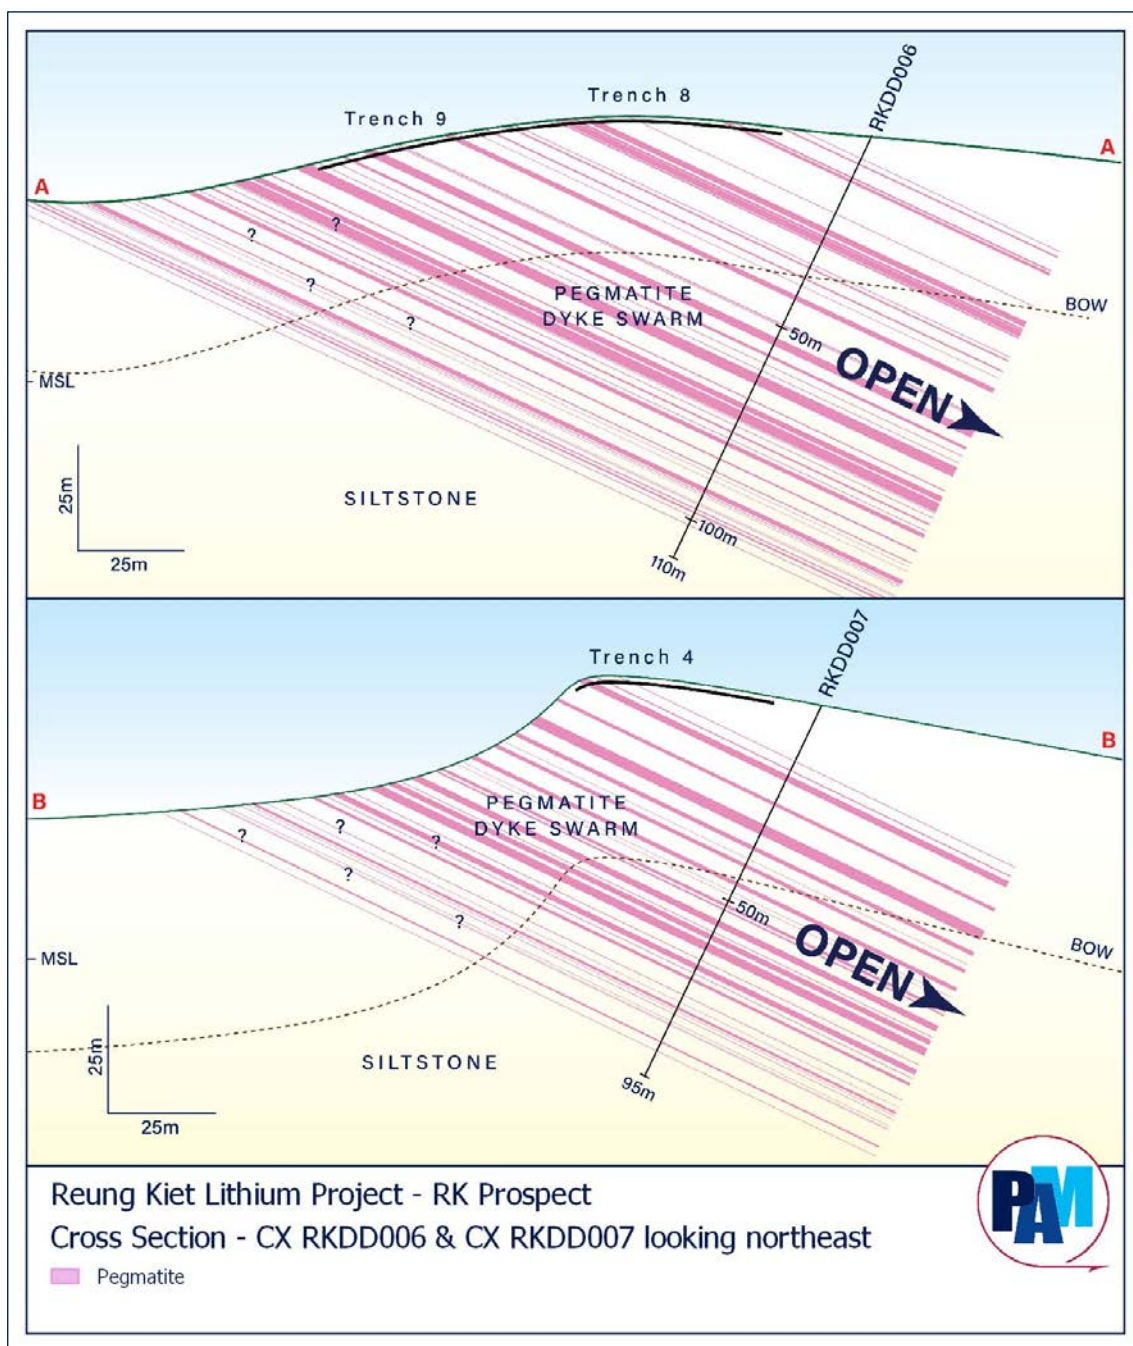 RKDD006
Trench 8
Trench 9
A
A
?
?
?
?
PEGMATITE
DYKE SWARM
BOW
50m
OPEN
MSL
25m
25m
SILTSTONE
100m
110m
RKDD007
Trench 4
B
B
PEGMATITE
DYKE SWARM
?
?
?
?
?
50m
OPEN
BOW
MSL
25m
25m
SILTSTONE
95m
Reung Kiet Lithium Project - RK Prospect
Cross Section - CX RKDD006 & CX RKDD007 looking northeast
Pegmatite
PAM